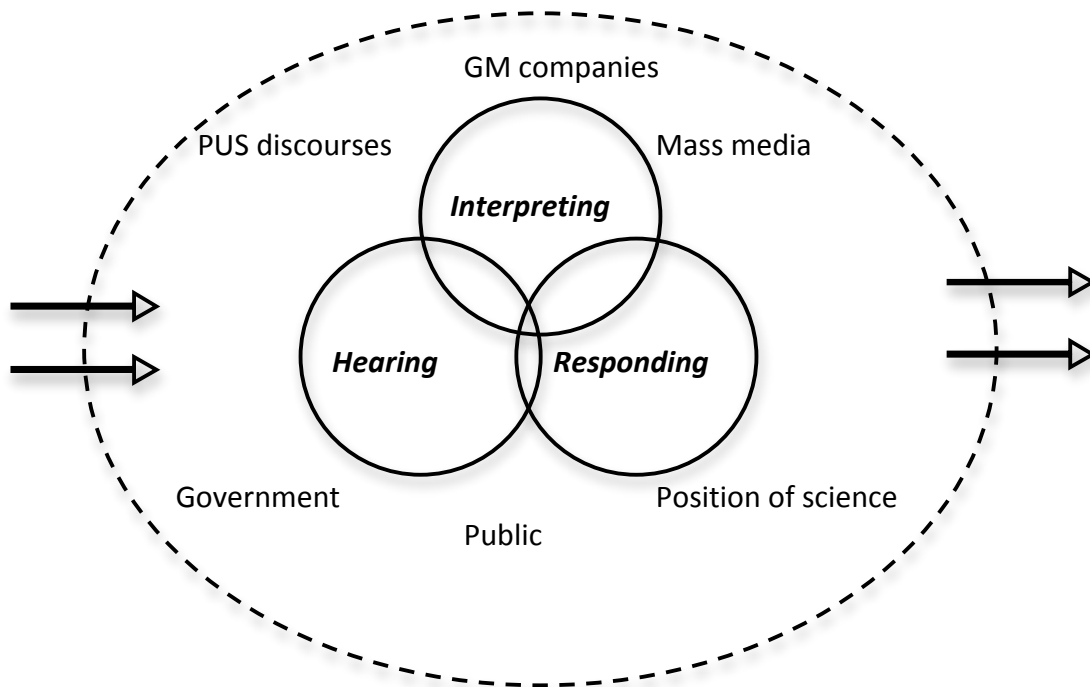 GM companies
PUS discourses
Mass media
Interpreting
Hearing
Responding
Government
Position of science
Public